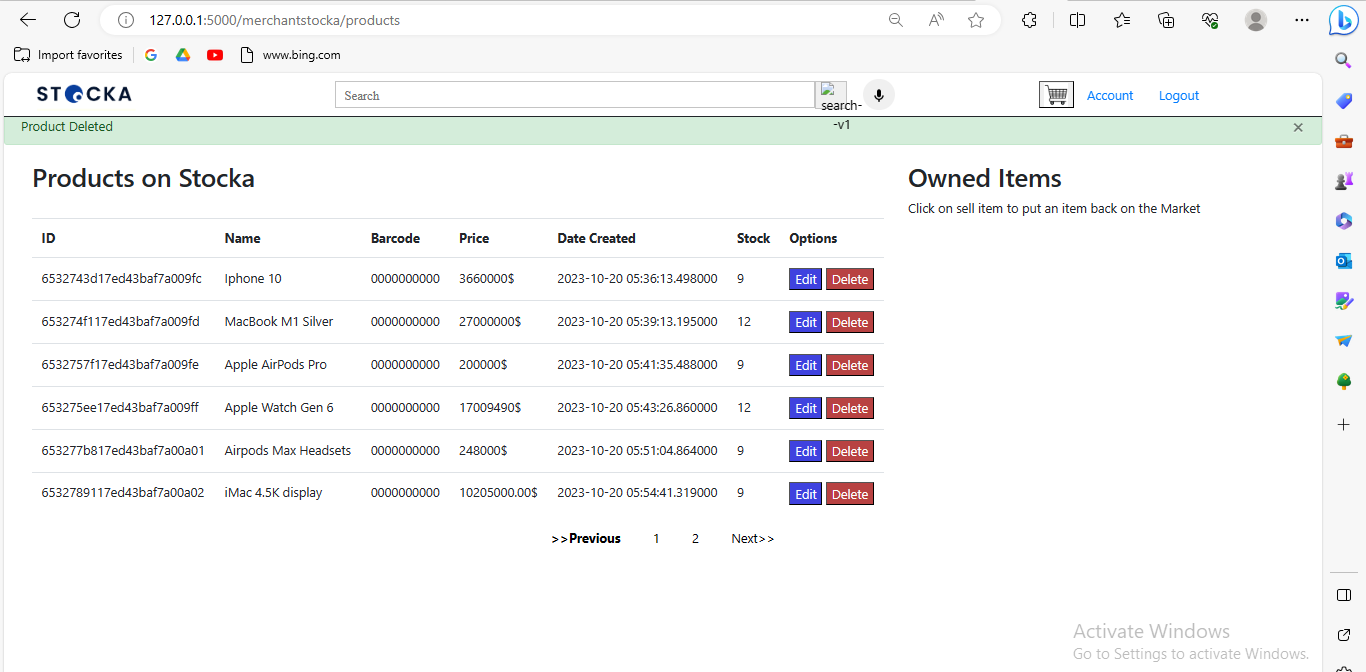 127.0.0.1:5000/merchantstocka/products
Import favorites
www.bing.com
STOCKA
Search
search-
-v1
Account
Logout
Product Deleted
Products on Stocka
ID Name Barcode Price Date Created Stock Options
6532743d17ed43baf7a009fc Iphone 10 0000000000 3660000$ 2023-10-20 05:36:13.498000 9 Edit Delete
653274f117ed43baf7a009fd MacBook M1 Silver 0000000000 27000000$ 2023-10-20 05:39:13.195000 12 Edit Delete
6532757f17ed43baf7a009fe Apple AirPods Pro 0000000000 200000$ 2023-10-20 05:41:35.488000 9 Edit Delete
653275ee17ed43baf7a009ff Apple Watch Gen 6 0000000000 17009490$ 2023-10-20 05:43:26.860000 12 Edit Delete
653277b817ed43baf7a00a01 Airpods Max Headsets 0000000000 248000$ 2023-10-20 05:51:04.864000 9 Edit Delete
6532789117ed43baf7a00a02 iMac 4.5K display 0000000000 10205000.00$ 2023-10-20 05:54:41.319000 9 Edit Delete
>>Previous 1 2 Next>>
Owned Items
Click on sell item to put an item back on the Market
Activate Windows
Go to Settings to activate Windows.